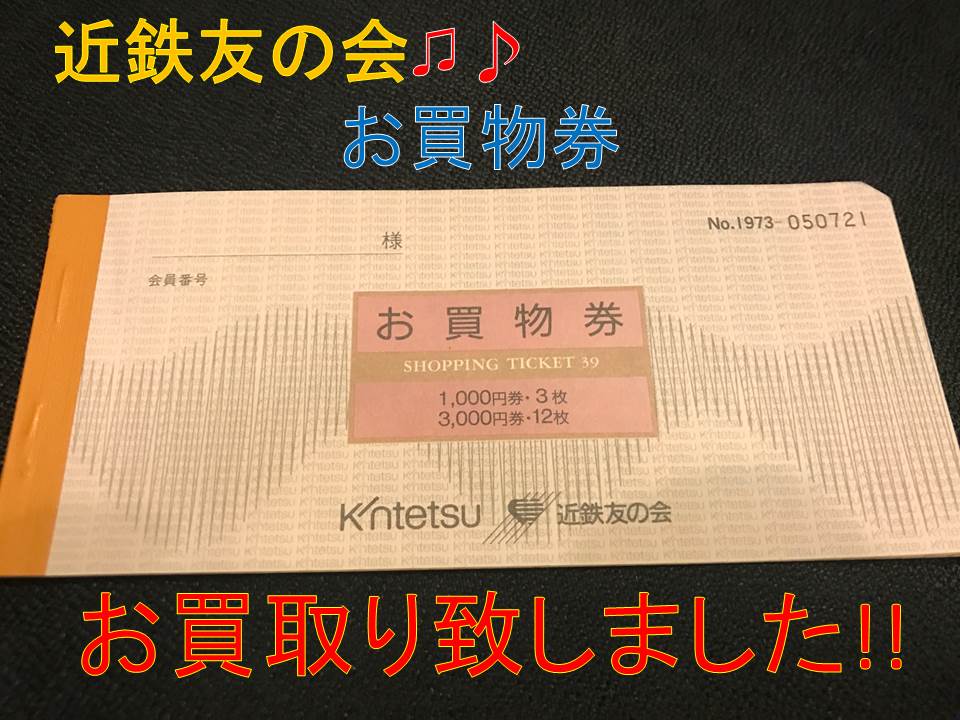 近鉄友の会♫♪
お買物券
No.1973-050721
様
会員番号
お買物券
SHOPPING TICKET 39
1,000円券・3枚
3,000円券・12枚
Kintetsu 近鉄友の会
お買取り致しました!!